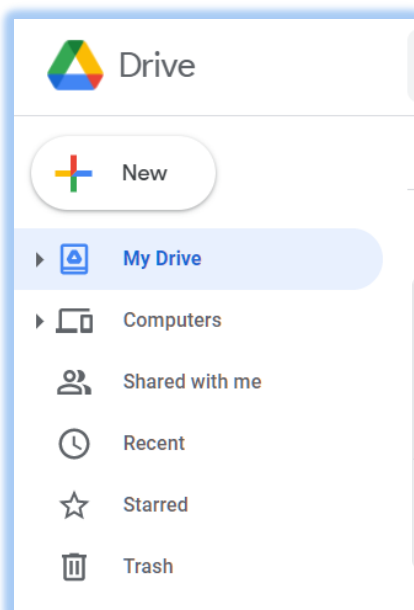 Drive
New
My Drive
Computers
Shared with me
Recent
Starred
Trash